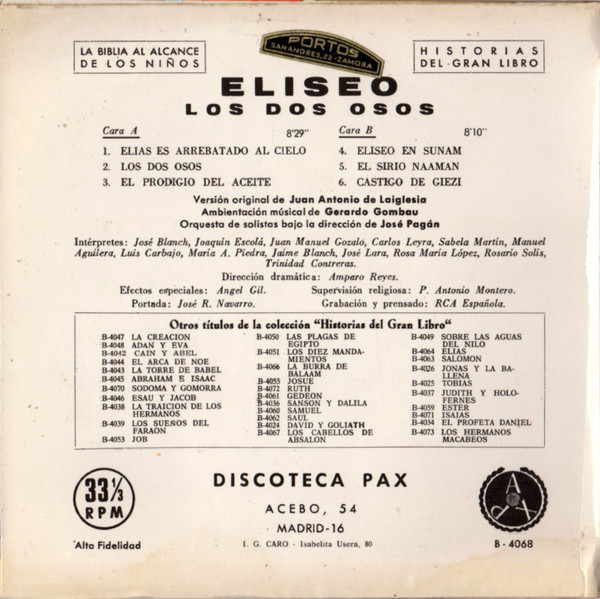 LA BIBLIA AL ALCANCE
DE LOS NIÑOS
PORTOS
SAN ANDRES, 22 - ZAMORA
HISTORIAS
DEL GRAN LIBRO
ELISEO
LOS DOS OSOS
Cara A 8'29"
1. ELIAS ES ARREBATADO AL CIELO
2. LOS DOS OSOS
3. EL PRODIGIO DEL ACEITE
Cara B 8'10"
4. ELISEO EN SUNAM
5. EL SIRIO NAAMAN
6. CASTIGO DE GIEZI
Versión original de Juan Antonio de Laiglesia
Ambientación músical de Gerardo Gombau
Orquesta de solistas bajo la dirección de José Pagán
Intérpretes: José Blanch, Joaquín Escolá, Juan Manuel Gozalo, Carlos Leyra, Sabela Martín, Manuel
Aguilera, Luis Carbajo, María A. Piedra, Jaime Blanch, José Lara, Rosa María López, Rosario Solís,
Trinidad Contreras.
Dirección dramática: Amparo Reyes.
Efectos especiales: Angel Gil. Supervisión religiosa: P. Antonio Montero.
Portada: José R. Navarro. Grabación y prensado: RCA Española.
Otros títulos de la colección "Historias del Gran Libro"
B-4047 LA CREACION
B-4048 ADAN Y EVA
B-4042 CAIN Y ABEL
B-4044 EL ARCA DE NOE
B-4043 LA TORRE DE BABEL
B-4045 ABRAHAM E ISAAC
B-4070 SODOMA Y GOMORRA
B-4046 ESAU Y JACOB
B-4038 LA TRAICION DE LOS
HERMANOS
B-4039 LOS SUEÑOS DEL
FARAON
B-4053 JOB
B-4050 LAS PLAGAS DE
EGIPTO
B-4051 LOS DIEZ MANDA-
MIENTOS
B-4066 LA BURRA DE
BALAAM
B-4055 JOSUE
B-4072 RUTH
B-4061 GEDEON
B-4036 SANSON Y DALILA
B-4060 SAMUEL
B-4062 SAUL
B-4024 DAVID Y GOLIATH
B-4067 LOS CABELLOS DE
ABSALON
B-4049 SOBRE LAS AGUAS
DEL NILO
B-4064 ELIAS
B-4063 SALOMON
B-4026 JONAS Y LA BA-
LLENA
B-4025 TOBIAS
B-4037 JUDITH Y HOLO-
FERNES
B-4059 ESTER
B-4071 ISAIAS
B-4034 EL PROFETA DANIEL
B-4073 LOS HERMANOS
MACABEOS
33 1/3
RPM
Alta Fidelidad
DISCOTECA PAX
ACEBO, 54
MADRID-16
I. G. CARO - Isabelita Usera, 80
B - 4068